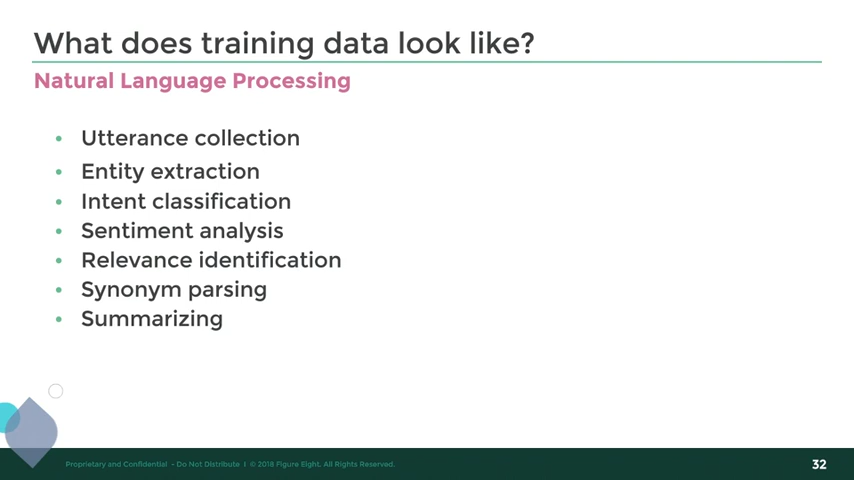 What does training data look like?
Natural Language Processing
• Utterance collection
• Entity extraction
• Intent classification
• Sentiment analysis
• Relevance identification
• Synonym parsing
• Summarizing
Proprietary and Confidential - Do Not Distribute I © 2018 Figure Eight. All Rights Reserved.
32